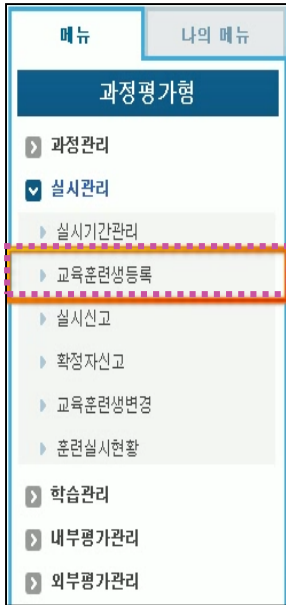 메뉴
나의 메뉴
과정평가형
과정관리
실시관리
실시기간관리
교육훈련생등록
실시신고
확정자신고
교육훈련생변경
훈련실시현황
학습관리
내부평가관리
외부평가관리